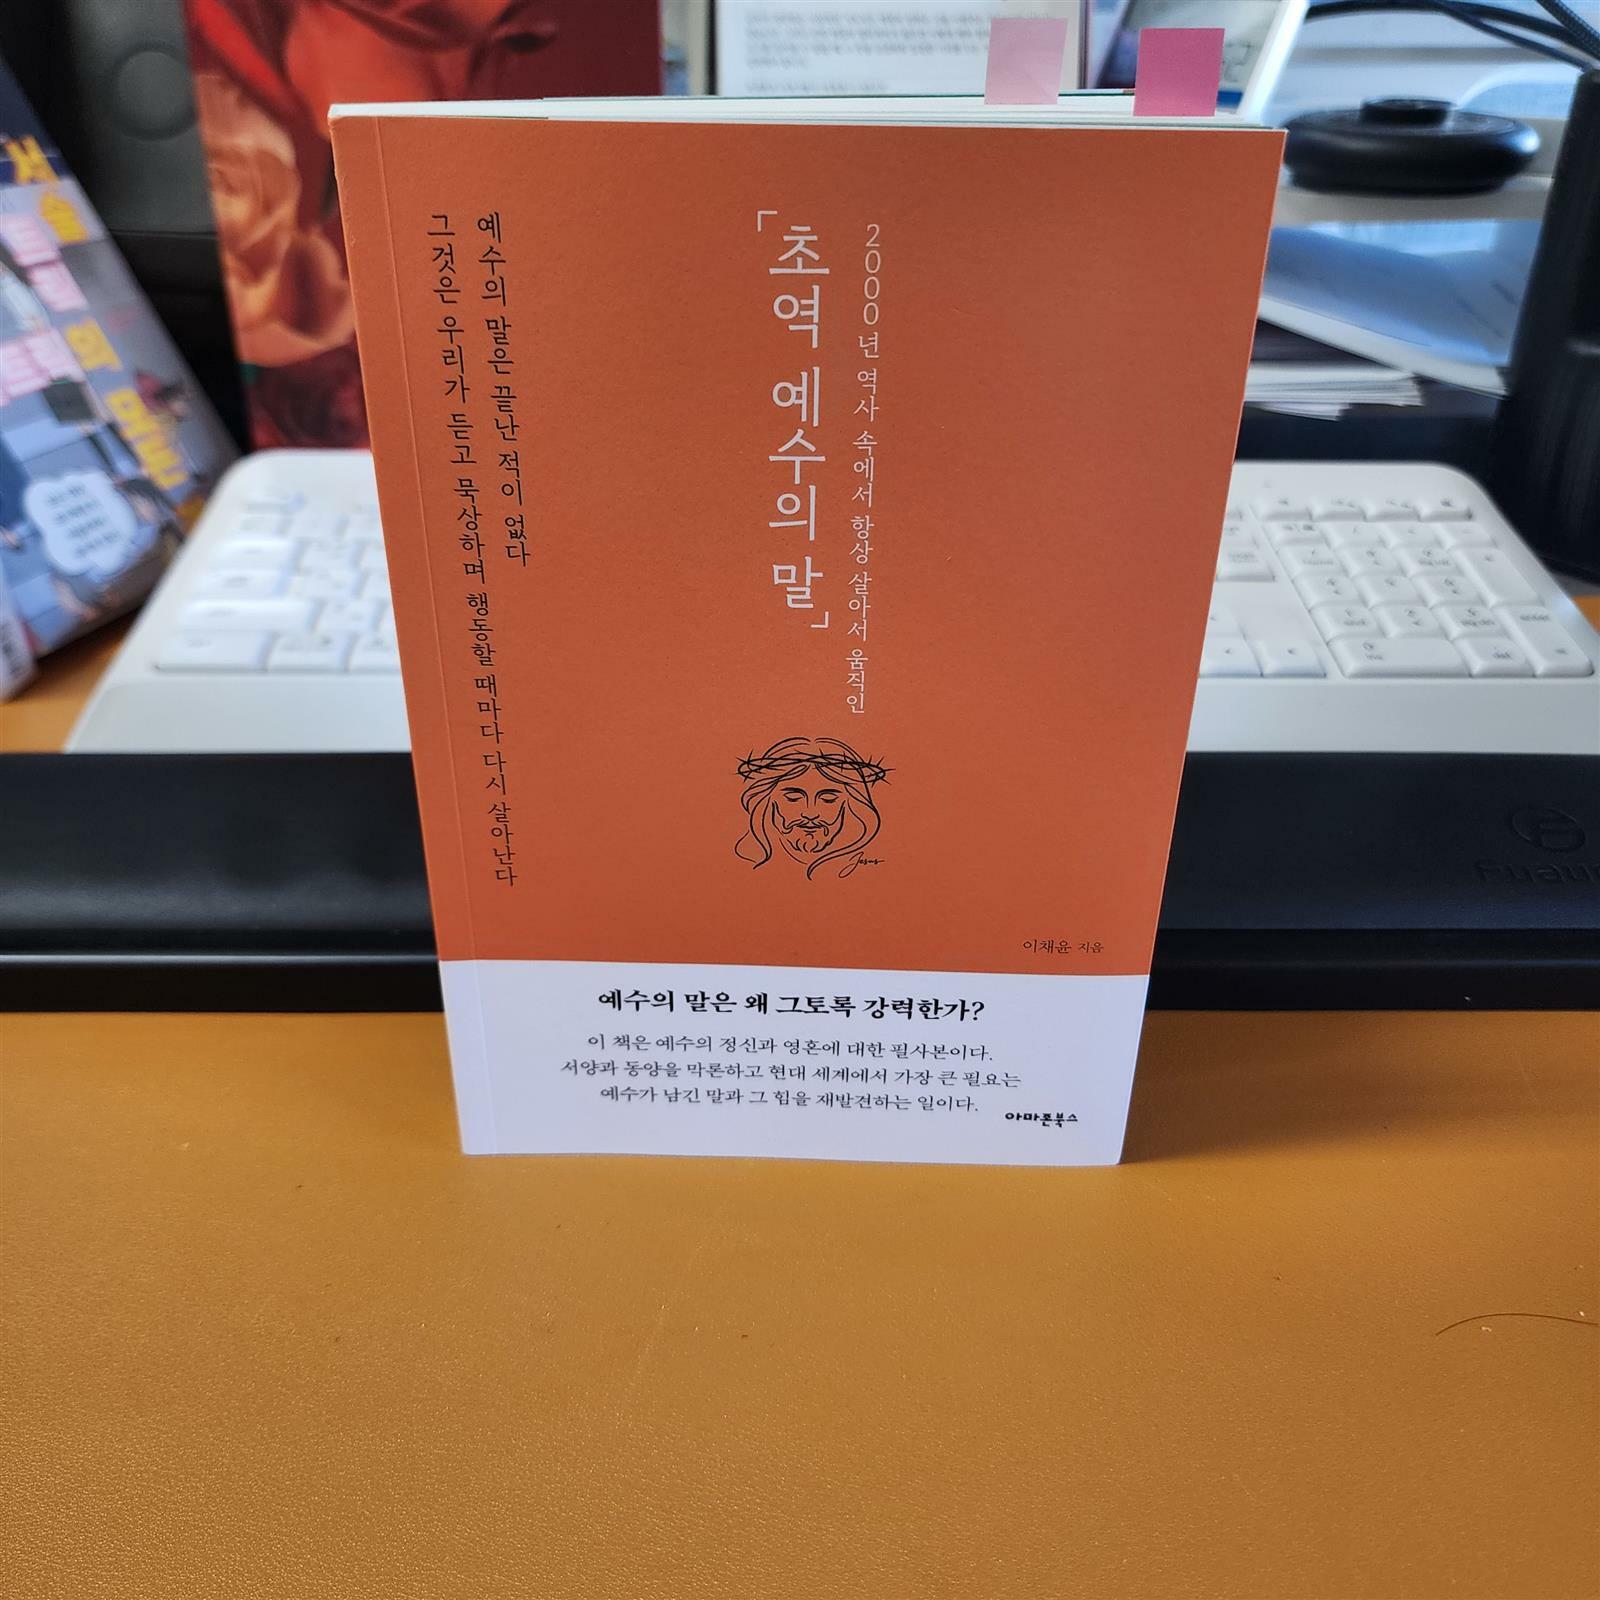 2000년 역사 속에서 항상 살아서 움직인
「초역 예수의 말」
예수의 말은 끝난 적이 없다
그것은 우리가 듣고 묵상하며 행동할 때마다 다시 살아난다
Jesus
이채윤 지음
예수의 말은 왜 그토록 강력한가?
이 책은 예수의 정신과 영혼에 대한 필사본이다.
서양과 동양을 막론하고 현대 세계에서 가장 큰 필요는
예수가 남긴 말과 그 힘을 재발견하는 일이다.
아마존북스